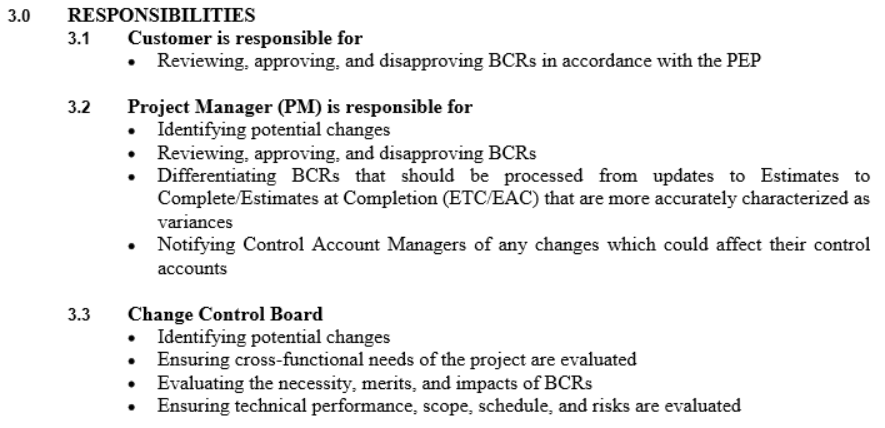 3.0 RESPONSIBILITIES
3.1 Customer is responsible for
• Reviewing, approving, and disapproving BCRs in accordance with the PEP
3.2 Project Manager (PM) is responsible for
• Identifying potential changes
• Reviewing, approving, and disapproving BCRs
• Differentiating BCRs that should be processed from updates to Estimates to
Complete/Estimates at Completion (ETC/EAC) that are more accurately characterized as
variances
• Notifying Control Account Managers of any changes which could affect their control
accounts
3.3 Change Control Board
• Identifying potential changes
• Ensuring cross-functional needs of the project are evaluated
• Evaluating the necessity, merits, and impacts of BCRs
• Ensuring technical performance, scope, schedule, and risks are evaluated